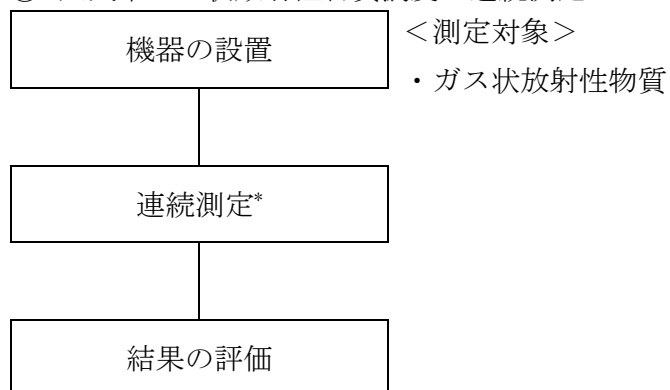 機器の設置
＜測定対象＞
・ガス状放射性物質
連続測定*
結果の評価